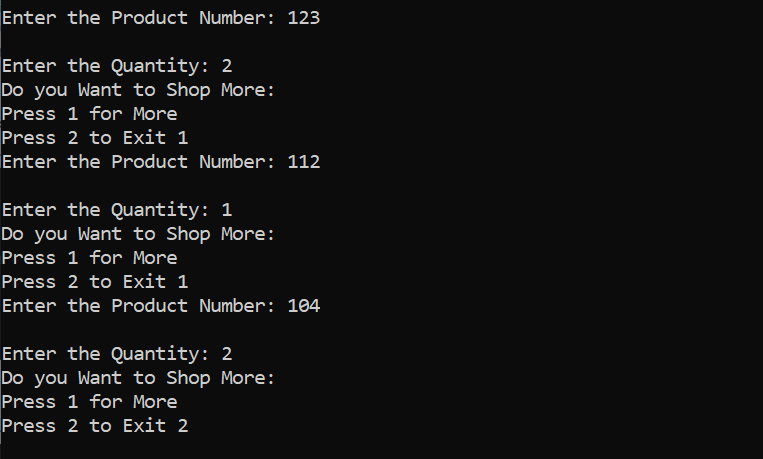 Enter the Product Number: 123
Enter the Quantity: 2
Do you Want to Shop More:
Press 1 for More
Press 2 to Exit 1
Enter the Product Number: 112
Enter the Quantity: 1
Do you Want to Shop More:
Press 1 for More
Press 2 to Exit 1
Enter the Product Number: 104
Enter the Quantity: 2
Do you Want to Shop More:
Press 1 for More
Press 2 to Exit 2